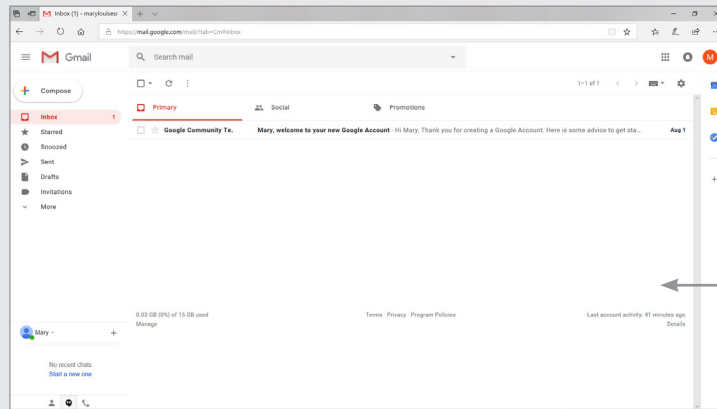 Inbox (1) - marylouises
https://mail.google.com/mail/?tab=Cm#inbox
Gmail
Search mail
M
Compose
1–1 of 1
Primary
Social
Promotions
Inbox 1
Google Community Te. Mary, welcome to your new Google Account - Hi Mary, Thank you for creating a Google Account. Here is some advice to get sta... Aug 1
Starred
Snoozed
Sent
Drafts
Invitations
More
0.03 GB (0%) of 15 GB used
Manage
Terms · Privacy · Program Policies
Last account activity: 41 minutes ago
Details
Mary
No recent chats
Start a new one